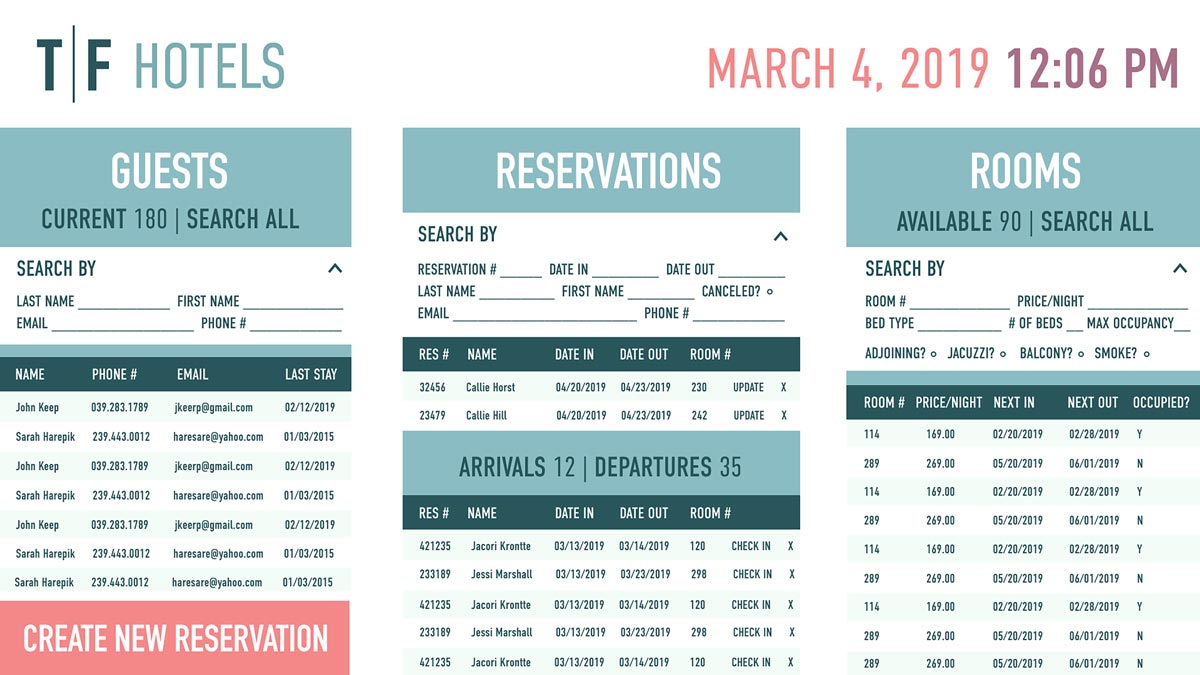 T|F HOTELS
MARCH 4, 2019 12:06 PM
GUESTS
CURRENT 180 | SEARCH ALL
SEARCH BY
LAST NAME ____________ FIRST NAME _____________
EMAIL ___________________ PHONE # ____________
NAME PHONE # EMAIL LAST STAY
John Keep 039.283.1789 jkeerp@gmail.com 02/12/2019
Sarah Harepik 239.443.0012 haresare@yahoo.com 01/03/2015
John Keep 039.283.1789 jkeerp@gmail.com 02/12/2019
Sarah Harepik 239.443.0012 haresare@yahoo.com 01/03/2015
John Keep 039.283.1789 jkeerp@gmail.com 02/12/2019
Sarah Harepik 239.443.0012 haresare@yahoo.com 01/03/2015
Sarah Harepik 239.443.0012 haresare@yahoo.com 01/03/2015
CREATE NEW RESERVATION
RESERVATIONS
SEARCH BY
RESERVATION # _____ DATE IN ________ DATE OUT ________
LAST NAME _________ FIRST NAME ________ CANCELED?
EMAIL ______________________ PHONE # ___________
RES # NAME DATE IN DATE OUT ROOM #
32456 Callie Horst 04/20/2019 04/23/2019 230 UPDATE X
23479 Callie Hill 04/20/2019 04/23/2019 242 UPDATE X
ARRIVALS 12 | DEPARTURES 35
RES # NAME DATE IN DATE OUT ROOM #
421235 Jacori Krontte 03/13/2019 03/14/2019 120 CHECK IN X
233189 Jessi Marshall 03/13/2019 03/23/2019 298 CHECK IN X
421235 Jacori Krontte 03/13/2019 03/14/2019 120 CHECK IN X
233189 Jessi Marshall 03/13/2019 03/23/2019 298 CHECK IN X
421235 Jacori Krontte 03/13/2019 03/14/2019 120 CHECK IN X
ROOMS
AVAILABLE 90 | SEARCH ALL
SEARCH BY
ROOM # _____________ PRICE/NIGHT _____________
BED TYPE ___________ # OF BEDS __ MAX OCCUPANCY__
ADJOINING? JACUZZI? BALCONY? SMOKE?
ROOM # PRICE/NIGHT NEXT IN NEXT OUT OCCUPIED?
114 169.00 02/20/2019 02/28/2019 Y
289 269.00 05/20/2019 06/01/2019 N
114 169.00 02/20/2019 02/28/2019 Y
289 269.00 05/20/2019 06/01/2019 N
114 169.00 02/20/2019 02/28/2019 Y
289 269.00 05/20/2019 06/01/2019 N
114 169.00 02/20/2019 02/28/2019 Y
289 269.00 05/20/2019 06/01/2019 N
289 269.00 05/20/2019 06/01/2019 N